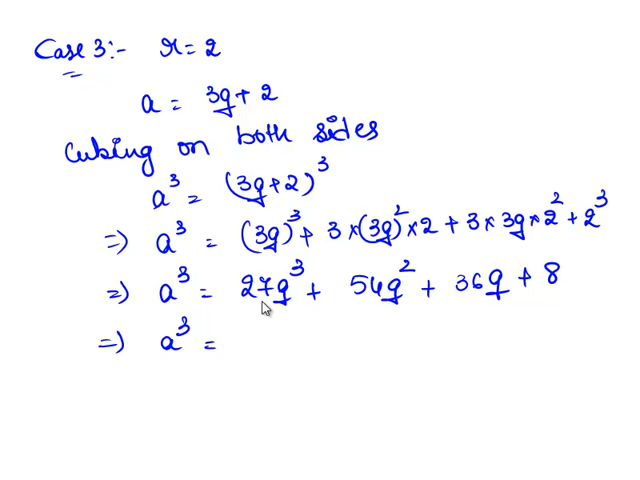 Case 3:- r = 2
a = 3q + 2
Cubing on both sides
a³ = (3q+2)³
=) a³ = (3q)³ + 3×(3q)²×2 + 3×3q×2² + 2³
=) a³ = 27q³ + 54q² + 36q + 8
=) a³ =